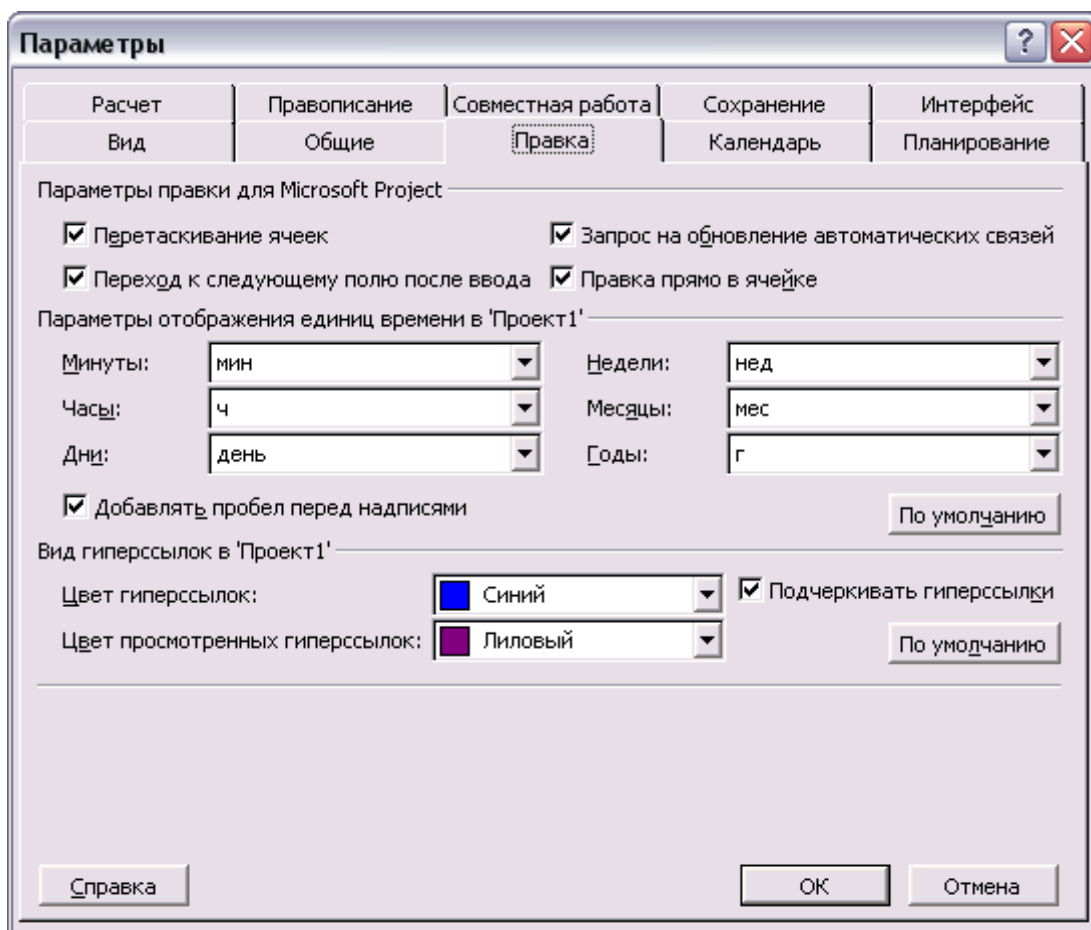 Параметры
Расчет Правописание Совместная работа Сохранение Интерфейс
Вид Общие Правка Календарь Планирование
Параметры правки для Microsoft Project
Перетаскивание ячеек Запрос на обновление автоматических связей
Переход к следующему полю после ввода Правка прямо в ячейке
Параметры отображения единиц времени в 'Проект1'
Минуты: мин Недели: нед
Часы: ч Месяцы: мес
Дни: день Годы: г
Добавлять пробел перед надписями По умолчанию
Вид гиперссылок в 'Проект1'
Цвет гиперссылок: Синий Подчеркивать гиперссылки
Цвет просмотренных гиперссылок: Лиловый По умолчанию
Справка ОК Отмена